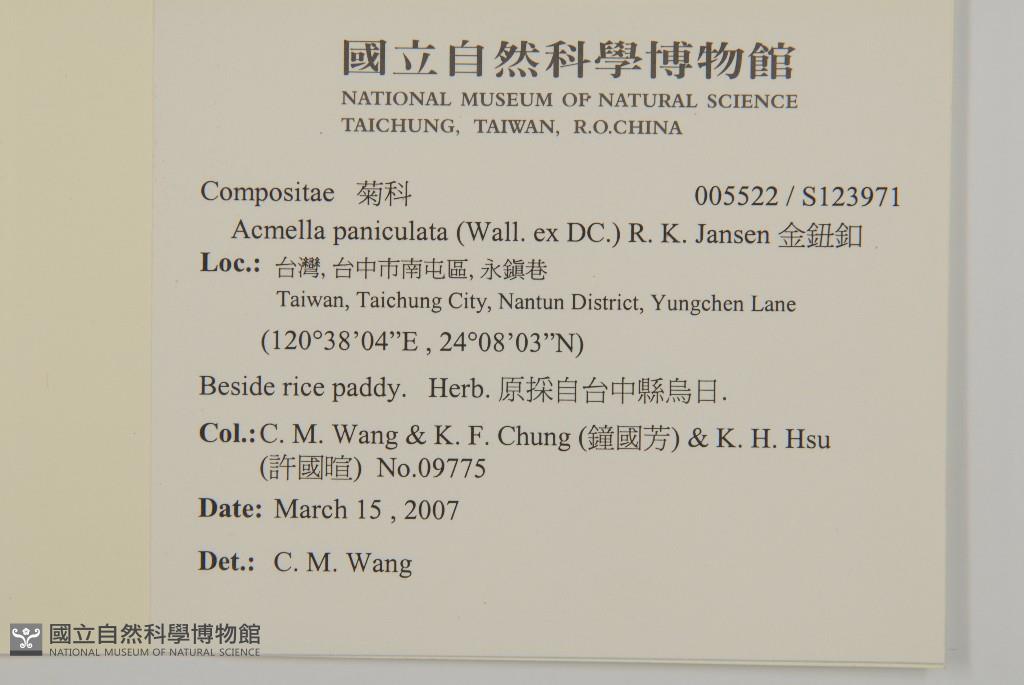 國立自然科學博物館
NATIONAL MUSEUM OF NATURAL SCIENCE
TAICHUNG, TAIWAN, R.O.CHINA
Compositae 菊科 005522 / S123971
Acmella paniculata (Wall. ex DC.) R. K. Jansen 金鈕釦
Loc.: 台灣, 台中市南屯區, 永鎮巷
Taiwan, Taichung City, Nantun District, Yungchen Lane
(120°38’04”E , 24°08’03”N)
Beside rice paddy. Herb. 原採自台中縣烏日.
Col.: C. M. Wang & K. F. Chung (鐘國芳) & K. H. Hsu
(許國暄) No.09775
Date: March 15 , 2007
Det.: C. M. Wang
國立自然科學博物館
NATIONAL MUSEUM OF NATURAL SCIENCE